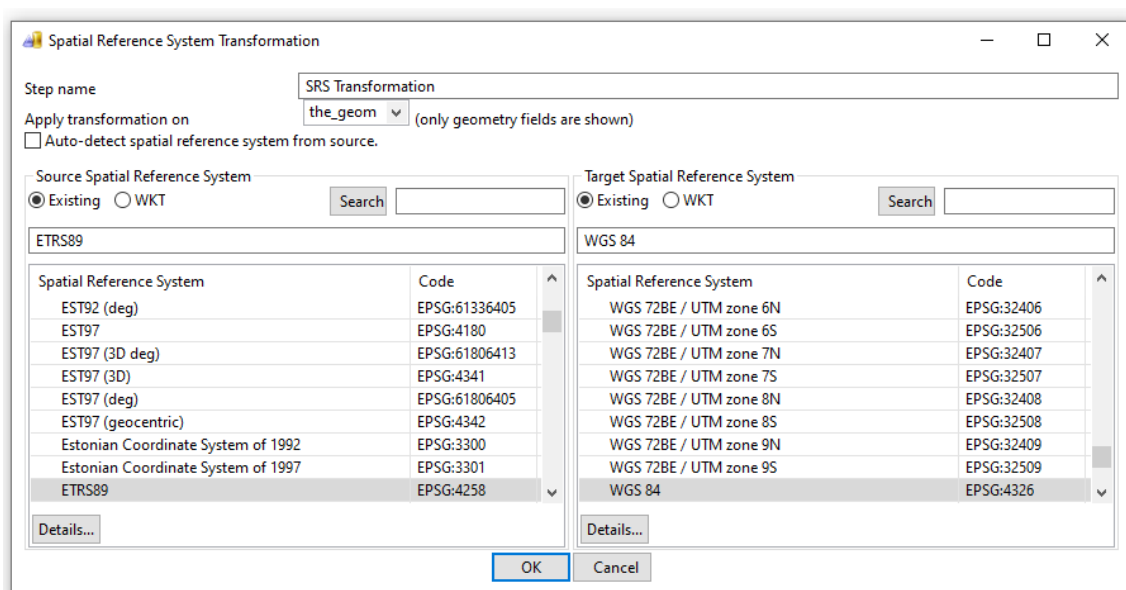 Spatial Reference System Transformation
Step name SRS Transformation
Apply transformation on the_geom (only geometry fields are shown)
Auto-detect spatial reference system from source.
Source Spatial Reference System
Existing WKT Search
ETRS89
Spatial Reference System Code
EST92 (deg) EPSG:61336405
EST97 EPSG:4180
EST97 (3D deg) EPSG:61806413
EST97 (3D) EPSG:4341
EST97 (deg) EPSG:61806405
EST97 (geocentric) EPSG:4342
Estonian Coordinate System of 1992 EPSG:3300
Estonian Coordinate System of 1997 EPSG:3301
ETRS89 EPSG:4258
Details...
Target Spatial Reference System
Existing WKT Search
WGS 84
Spatial Reference System Code
WGS 72BE / UTM zone 6N EPSG:32406
WGS 72BE / UTM zone 6S EPSG:32506
WGS 72BE / UTM zone 7N EPSG:32407
WGS 72BE / UTM zone 7S EPSG:32507
WGS 72BE / UTM zone 8N EPSG:32408
WGS 72BE / UTM zone 8S EPSG:32508
WGS 72BE / UTM zone 9N EPSG:32409
WGS 72BE / UTM zone 9S EPSG:32509
WGS 84 EPSG:4326
Details...
OK Cancel